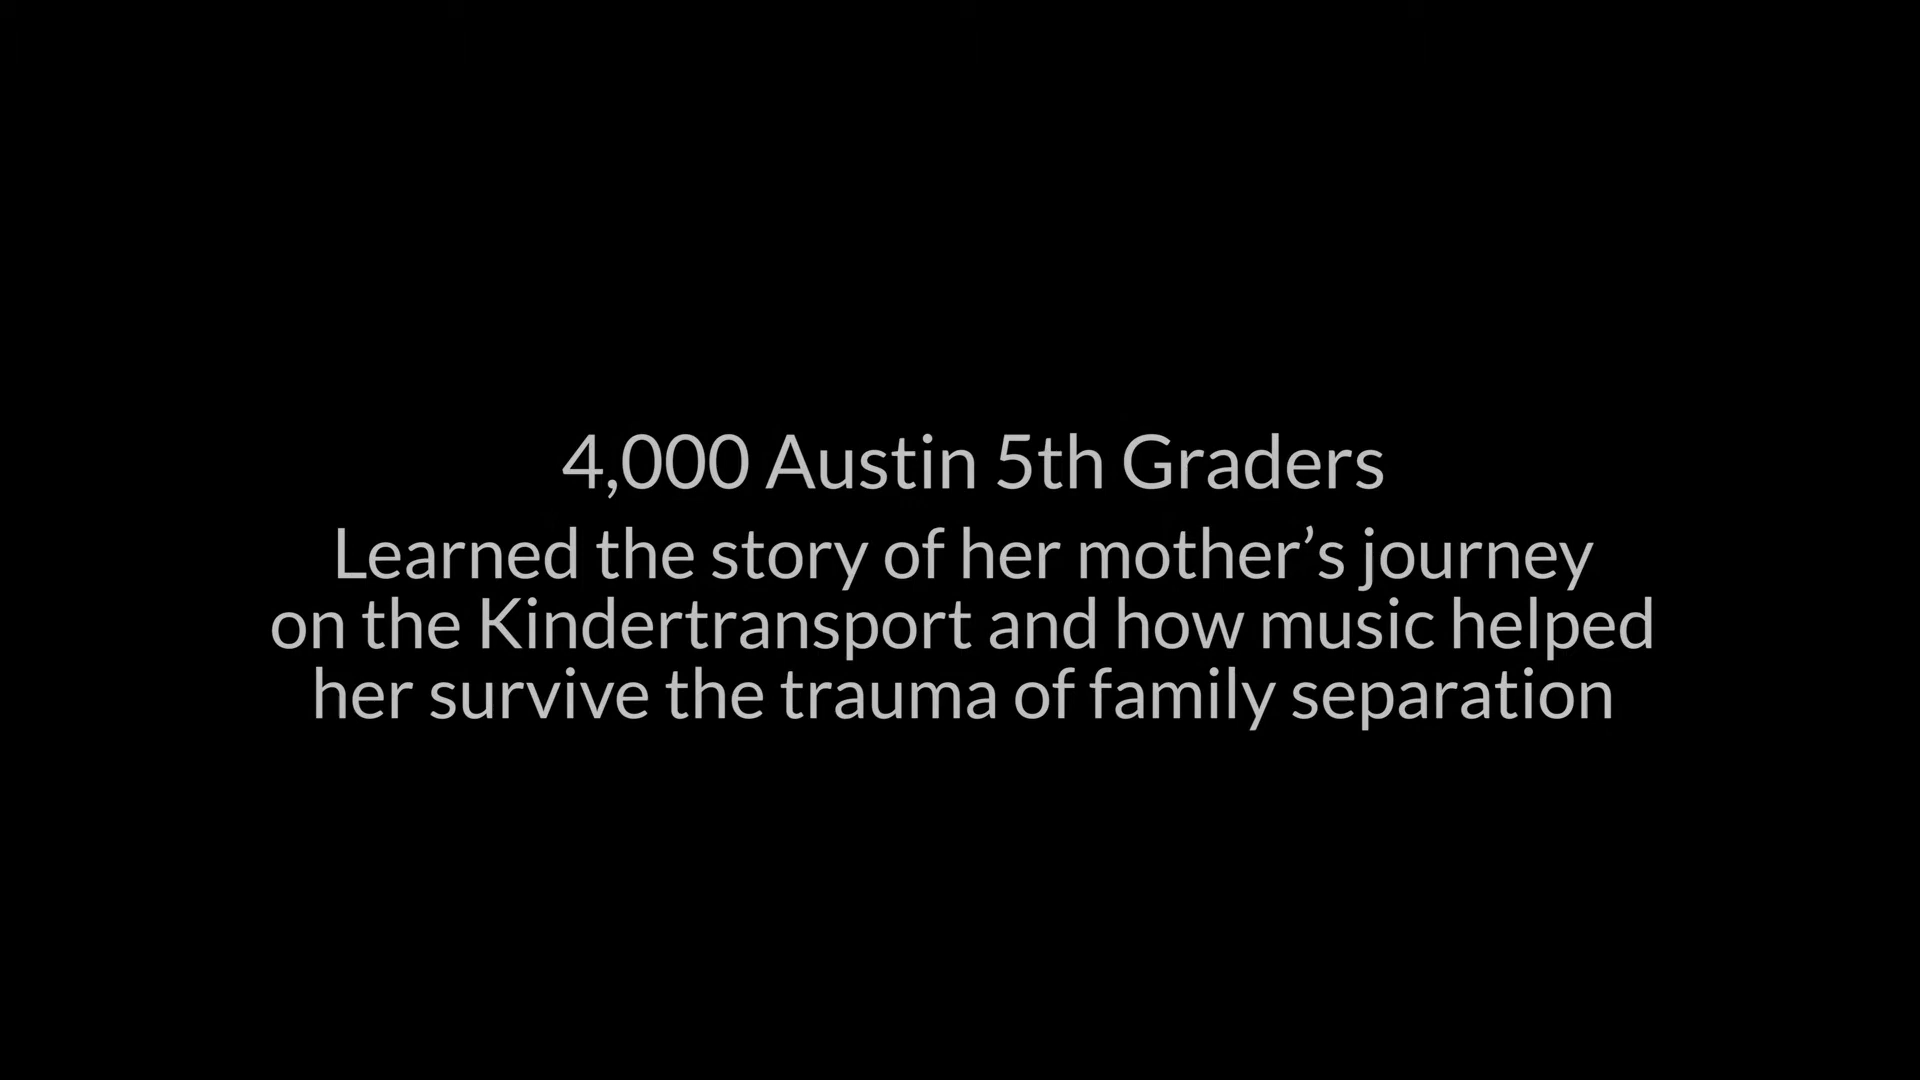 4,000 Austin 5th Graders
Learned the story of her mother’s journey
on the Kindertransport and how music helped
her survive the trauma of family separation